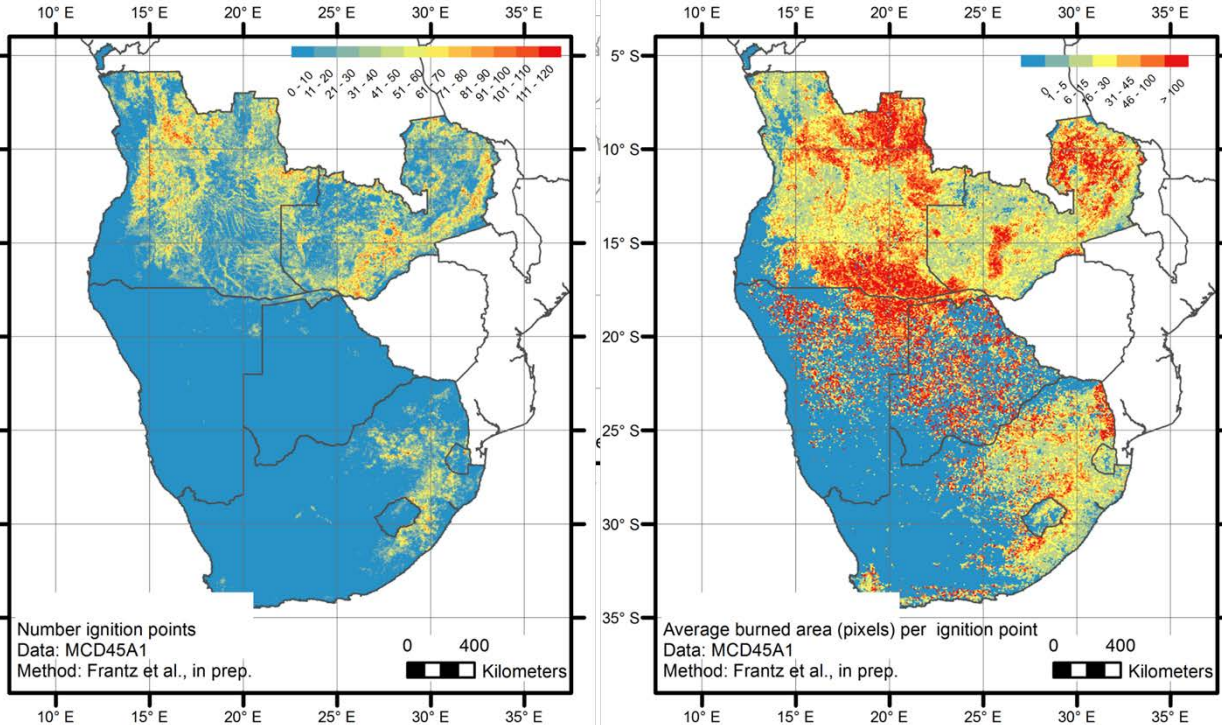 10° E 15° E 20° E 25° E 30° E 35° E
0 - 10
11 - 20
21 - 30
31 - 40
41 - 50
51 - 60
61 - 70
71 - 80
81 - 90
91 - 100
101 - 110
111 - 120
Number ignition points
Data: MCD45A1
Method: Frantz et al., in prep.
0 400
Kilometers
10° E 15° E 20° E 25° E 30° E 35° E
10° E 15° E 20° E 25° E 30° E 35° E
5° S
10° S
15° S
20° S
25° S
30° S
35° S
0
1 - 5
6 - 15
16 - 30
31 - 45
46 - 100
> 100
Average burned area (pixels) per ignition point
Data: MCD45A1
Method: Frantz et al., in prep.
0 400
Kilometers
10° E 15° E 20° E 25° E 30° E 35° E